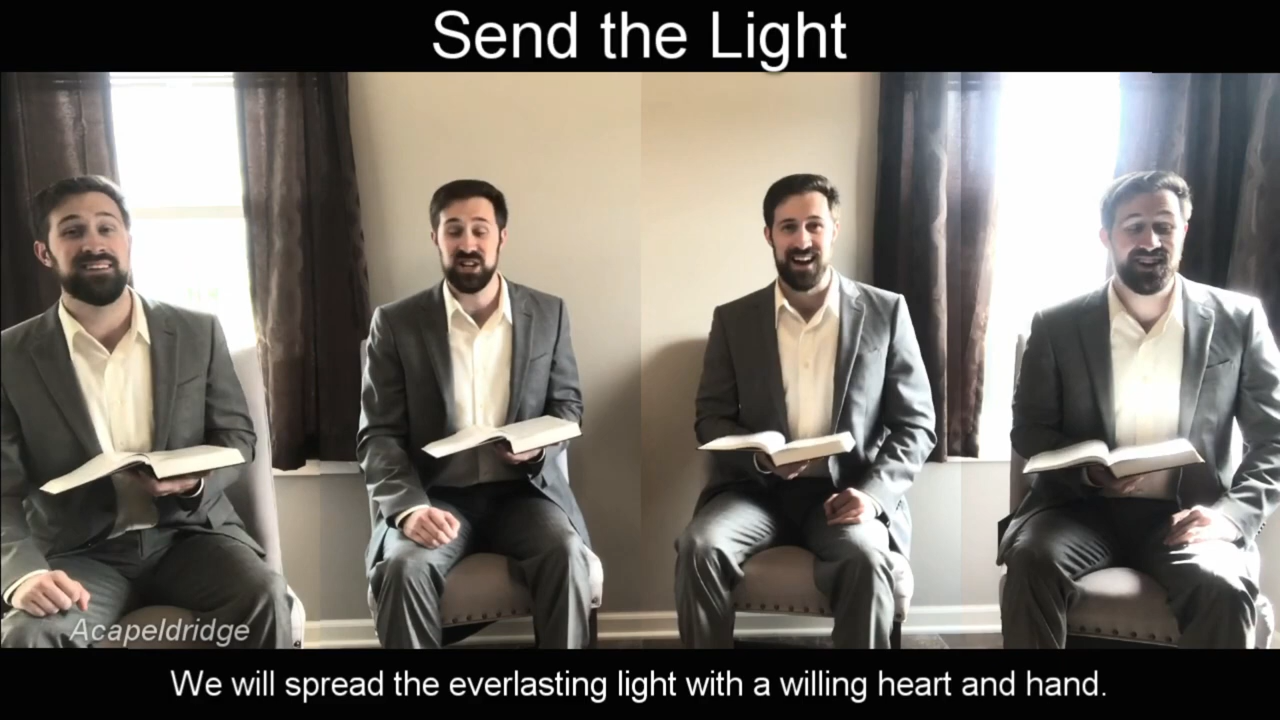 Send the Light
Acapeldridge
We will spread the everlasting light with a willing heart and hand.